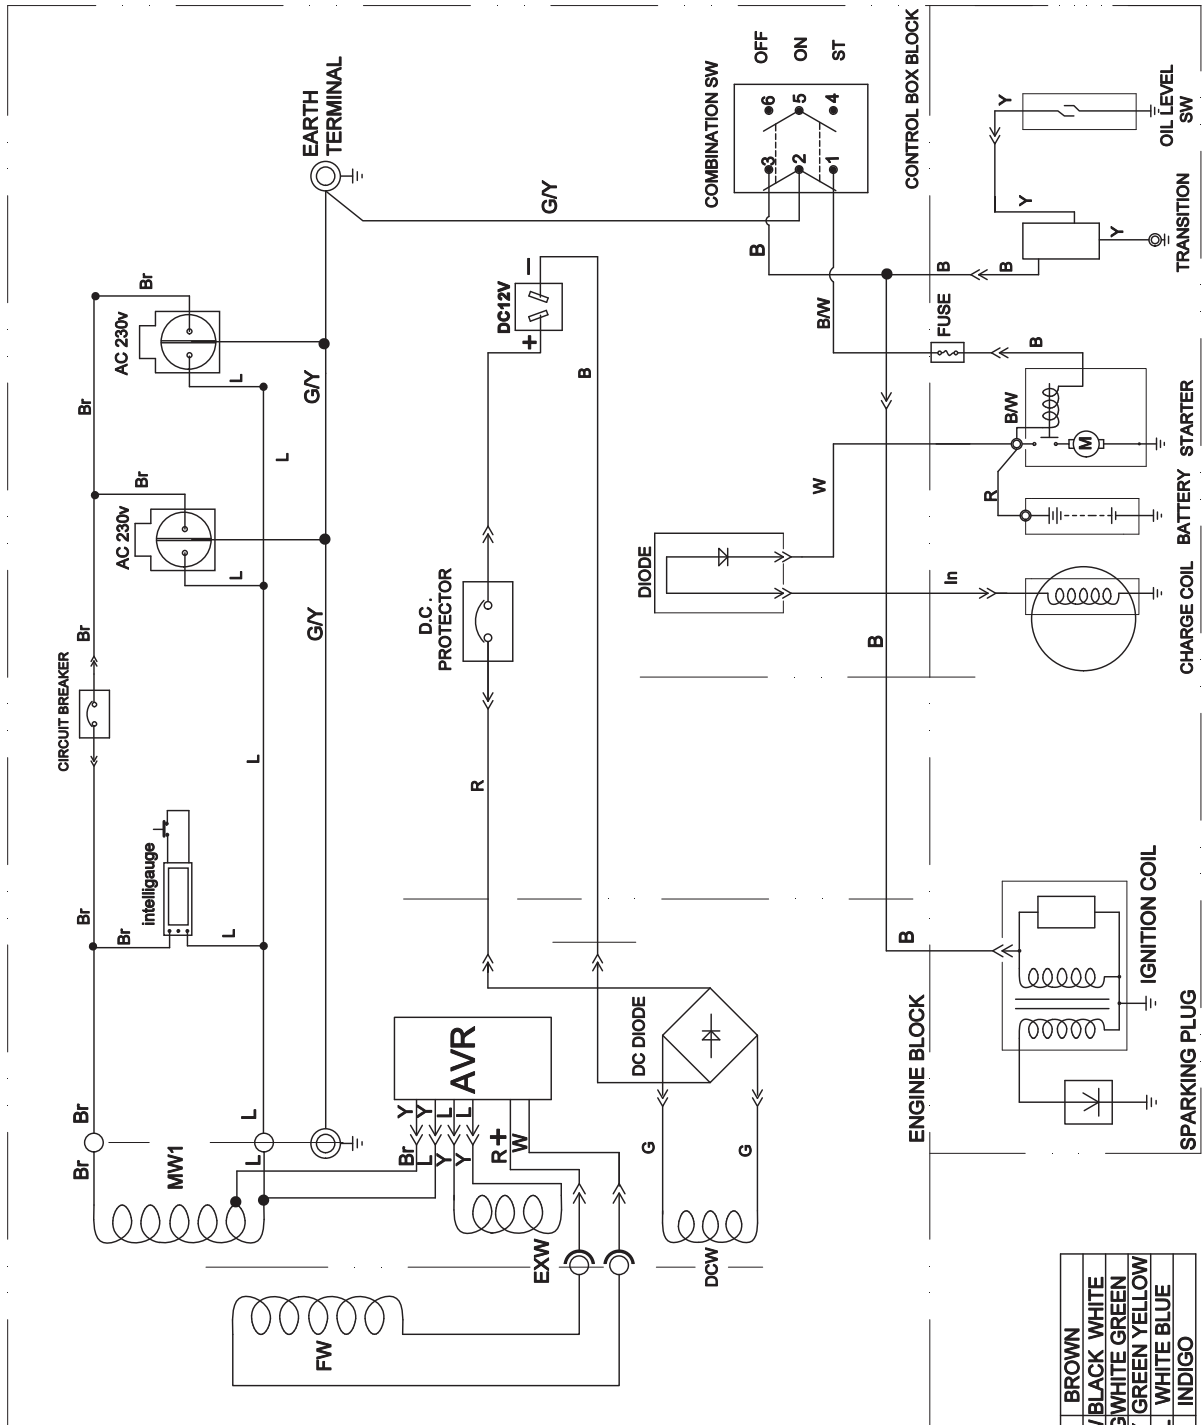 CIRCUIT BREAKER
Br
Br
Br
Br
Br
AC 230v
AC 230v
Br
Br
Br
intelligauge
MW1
L
L
L
L
L
L
L
G/Y
G/Y
EARTH
TERMINAL
FW
Br
L
Y
Y
Y
Y
L
L
R
+
W
AVR
EXW
D.C.
PROTECTOR
R
DC12V
+
−
G/Y
B
G
G
DCW
DC DIODE
DIODE
COMBINATION SW
3
6
OFF
2
5
ON
1
4
ST
B
B/W
W
B
B
ENGINE BLOCK
CONTROL BOX BLOCK
In
FUSE
B
B
B
B/W
R
M
Y
Y
Y
SPARKING PLUG
IGNITION COIL
CHARGE COIL
BATTERY
STARTER
TRANSITION
OIL LEVEL
SW
BROWN
BLACK WHITE
G WHITE GREEN
GREEN YELLOW
L WHITE BLUE
INDIGO